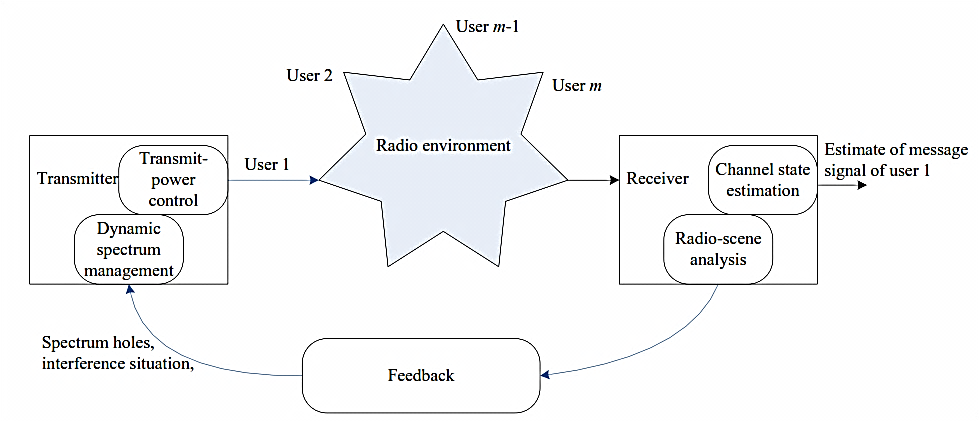 User m-1
User 2
User m
Radio environment
Transmitter
Transmit-
power
control
Dynamic
spectrum
management
User 1
Receiver
Channel state
estimation
Radio-scene
analysis
Estimate of message
signal of user 1
Spectrum holes,
interference situation,
Feedback